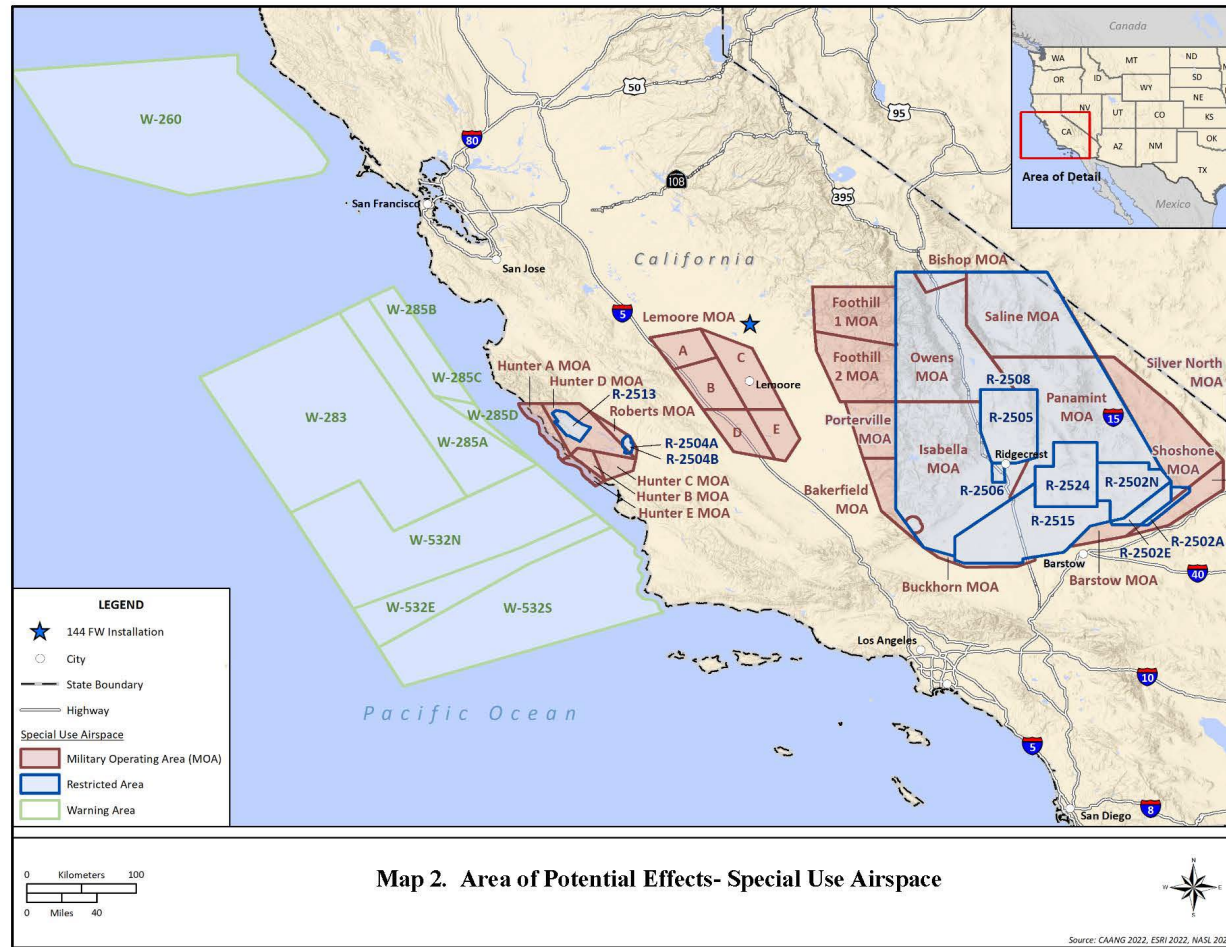 Canada
WA
MT
ND
OR
ID
SD
WY
NE
NV
UT
CO
KS
CA
AZ
NM
OK
TX
Area of Detail
Mexico
W-260
50
95
80
108
395
San Francisco
San Jose
California
Bishop MOA
5
Lemoore MOA
Foothill
1 MOA
Saline MOA
W-285B
A
C
Foothill
2 MOA
Owens
MOA
Silver North
MOA
Hunter A MOA
Hunter D MOA
W-285C
B
Lemoore
R-2508
R-2513
Roberts MOA
Panamint
MOA
15
W-283
W-285D
W-285A
R-2505
Porterville
MOA
D
E
R-2504A
R-2504B
Isabella
MOA
Ridgecrest
Shoshone
MOA
Hunter C MOA
Hunter B MOA
Hunter E MOA
Bakerfield
MOA
R-2506
R-2524
R-2502N
R-2515
W-532N
R-2502A
R-2502E
Barstow
Barstow MOA
40
Buckhorn MOA
W-532E
W-532S
Los Angeles
10
Pacific Ocean
5
San Diego
8
LEGEND
144 FW Installation
City
State Boundary
Highway
Special Use Airspace
Military Operating Area (MOA)
Restricted Area
Warning Area
0 Kilometers 100
0 Miles 40
Map 2. Area of Potential Effects- Special Use Airspace
N
W
E
S
Source: CAANG 2022, ESRI 2022, NASL